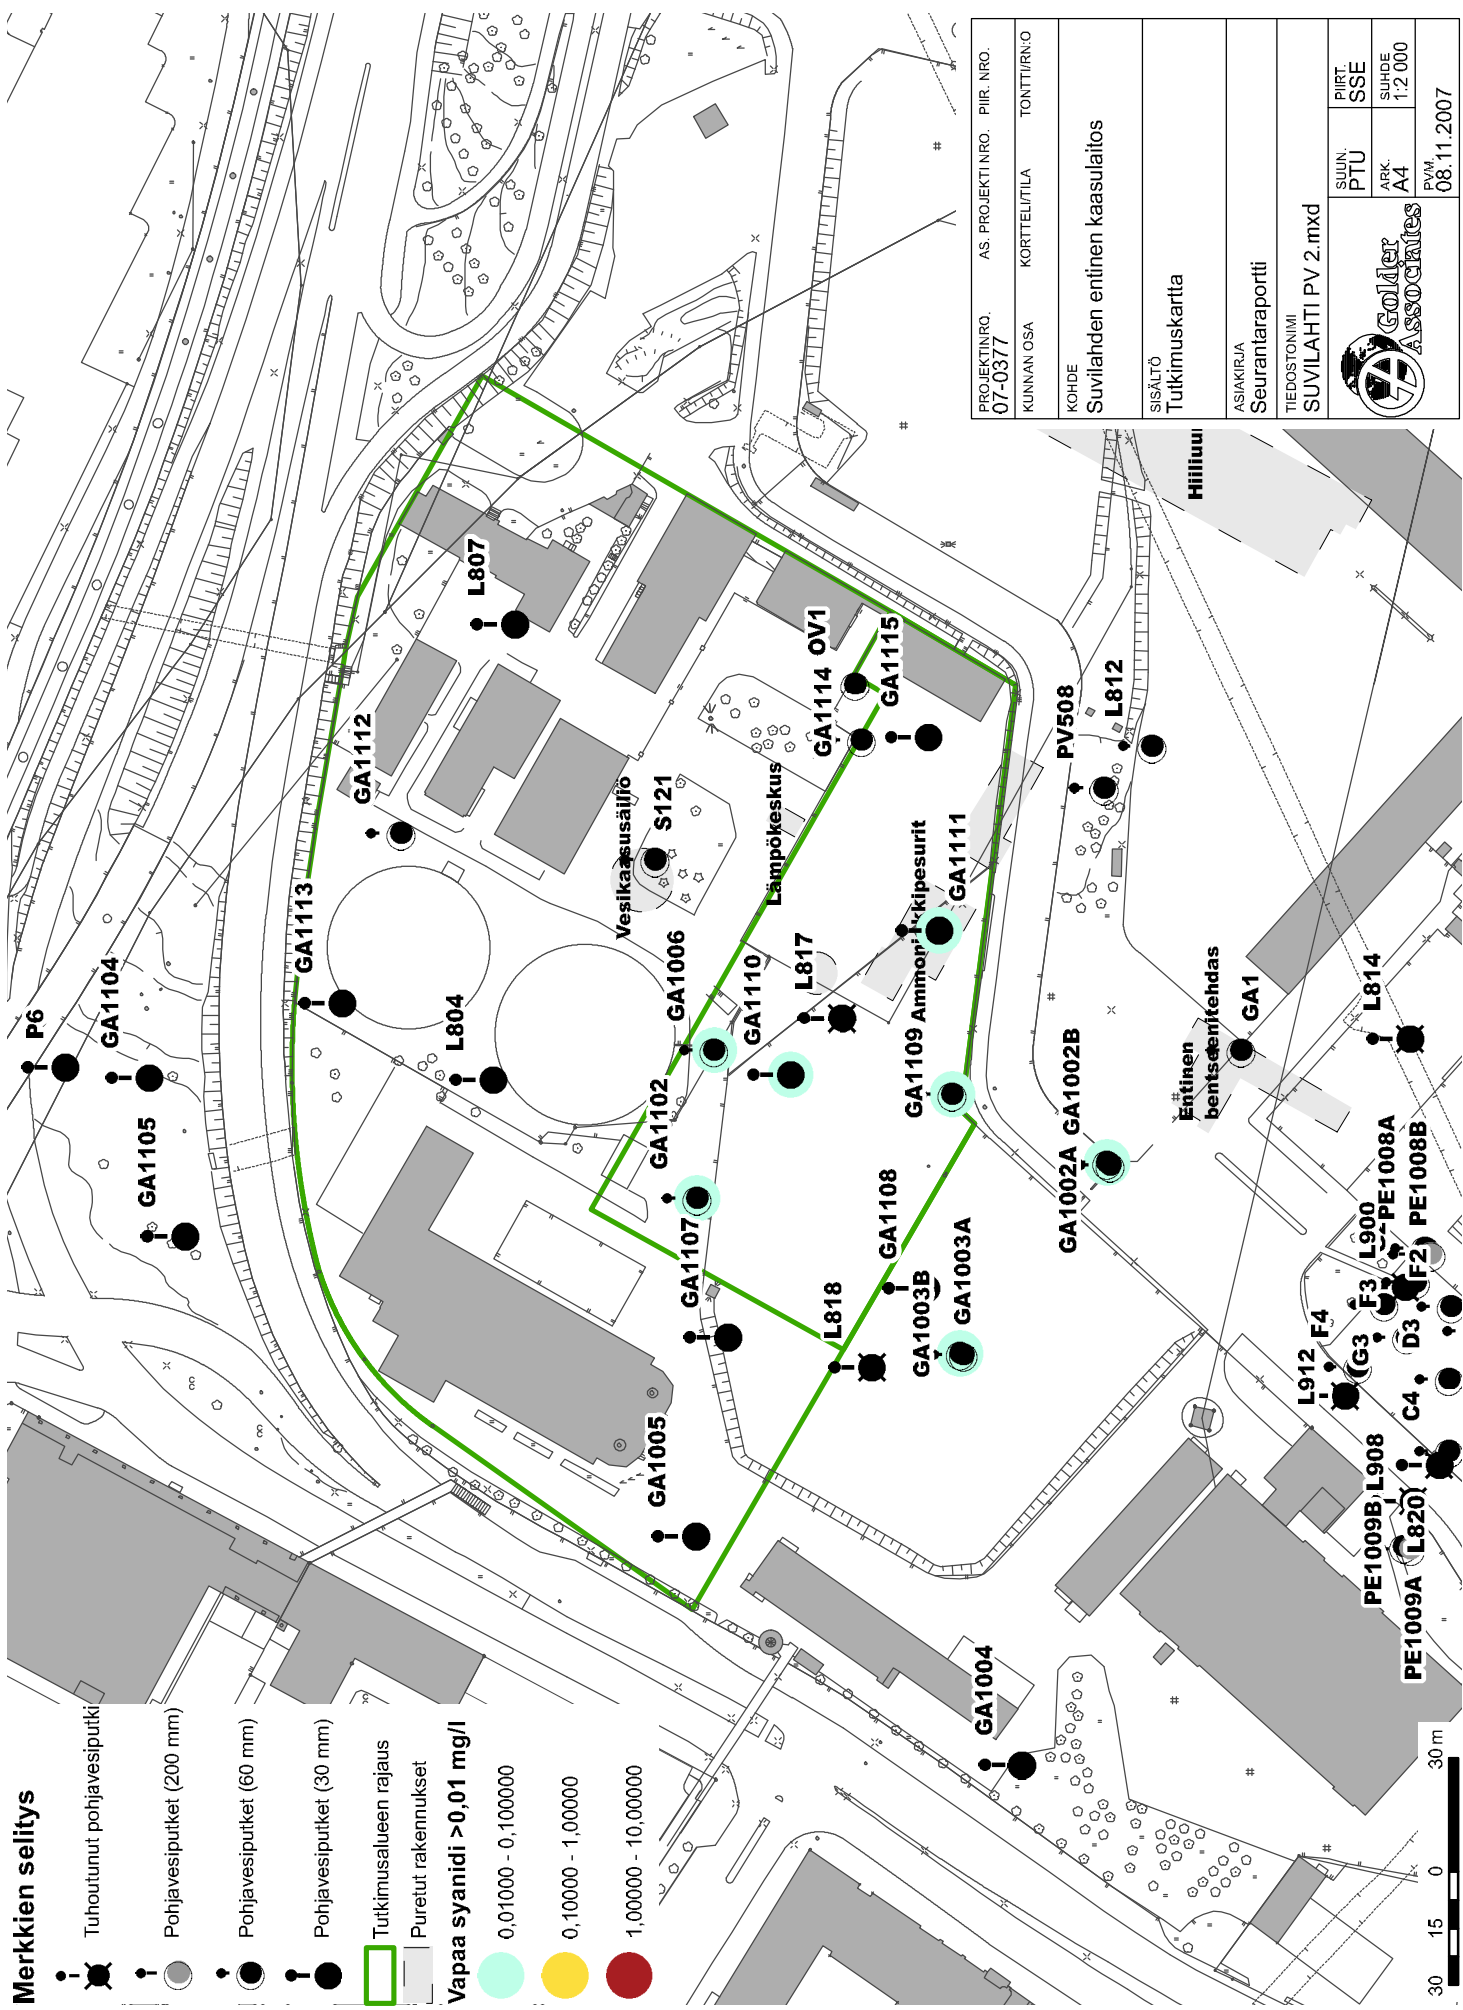 Merkkien selitys
Tuhoutunut pohjavesiputki
Pohjavesiputket (200 mm)
Pohjavesiputket (60 mm)
Pohjavesiputket (30 mm)
Tutkimusalueen rajaus
Puretut rakennukset
Vapaa syanidi >0,01 mg/l
0,01000 - 0,100000
0,10000 - 1,00000
1,00000 - 10,00000
P6
GA1104
GA1105
GA1113
GA1112
L807
L804
Vesikaasusäiliö
S121
Lämpökeskus
GA1114
OV1
GA1115
GA1006
GA1110
L817
Ammoniakkipesurit
GA1111
GA1109
GA1102
GA1107
GA1108
L818
GA1003B
GA1003A
GA1005
GA1004
PV508
L812
GA1002A
GA1002B
Entinen
bentseenitehdas
GA1
L814
Hiiliuu
L900
PE1008A
PE1008B
F2
F3
F4
G3
D3
L912
C4
L908
PE1009B
L820
PE1009A
30
15
0
30 m
PROJEKTINRO.
07-0377
AS. PROJEKTI NRO.
PIIR. NRO.
KUNNAN OSA
KORTTELI/TILA
TONTTI/RN:O
KOHDE
Suvilahden entinen kaasulaitos
SISÄLTÖ
Tutkimuskartta
ASIAKIRJA
Seurantaraportti
TIEDOSTONIMI
SUVILAHTI PV 2.mxd
Golder
Associates
SUUN.
PTU
PIIRT.
SSE
ARK.
A4
SUHDE
1:2 000
PVM.
08.11.2007